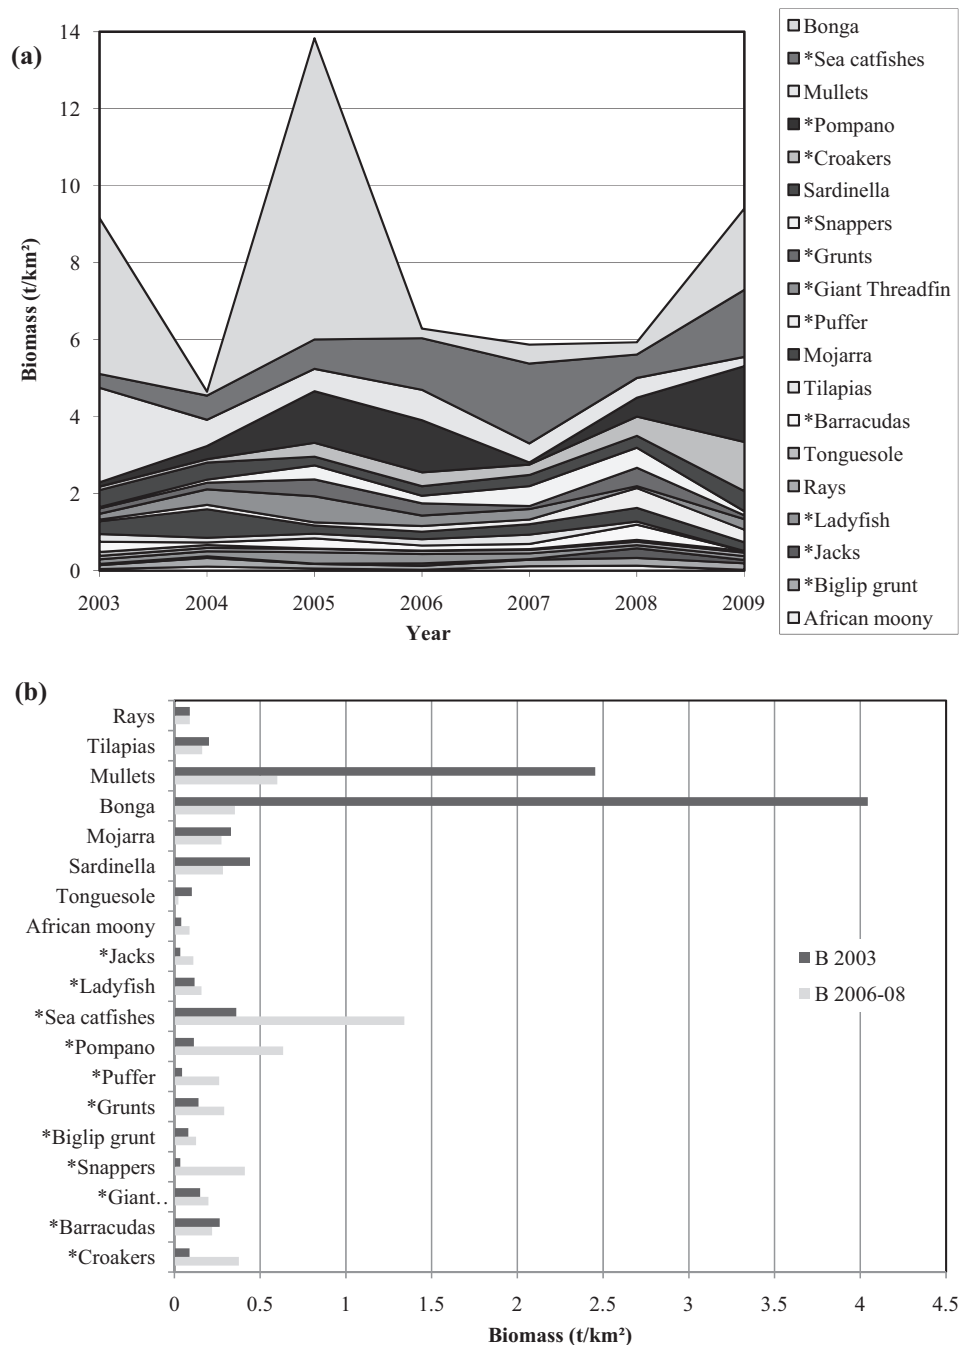 (a)
14
12
10
8
6
4
2
0
Biomass (t/km²)
2003 2004 2005 2006 2007 2008 2009
Year
Bonga
*Sea catfishes
Mullets
*Pompano
*Croakers
Sardinella
*Snappers
*Grunts
*Giant Threadfin
*Puffer
Mojarra
Tilapias
*Barracudas
Tonguesole
Rays
*Ladyfish
*Jacks
*Biglip grunt
African moony
(b)
Rays
Tilapias
Mullets
Bonga
Mojarra
Sardinella
Tonguesole
African moony
*Jacks
*Ladyfish
*Sea catfishes
*Pompano
*Puffer
*Grunts
*Biglip grunt
*Snappers
*Giant..
*Barracudas
*Croakers
B 2003
B 2006-08
0 0.5 1 1.5 2 2.5 3 3.5 4 4.5
Biomass (t/km²)